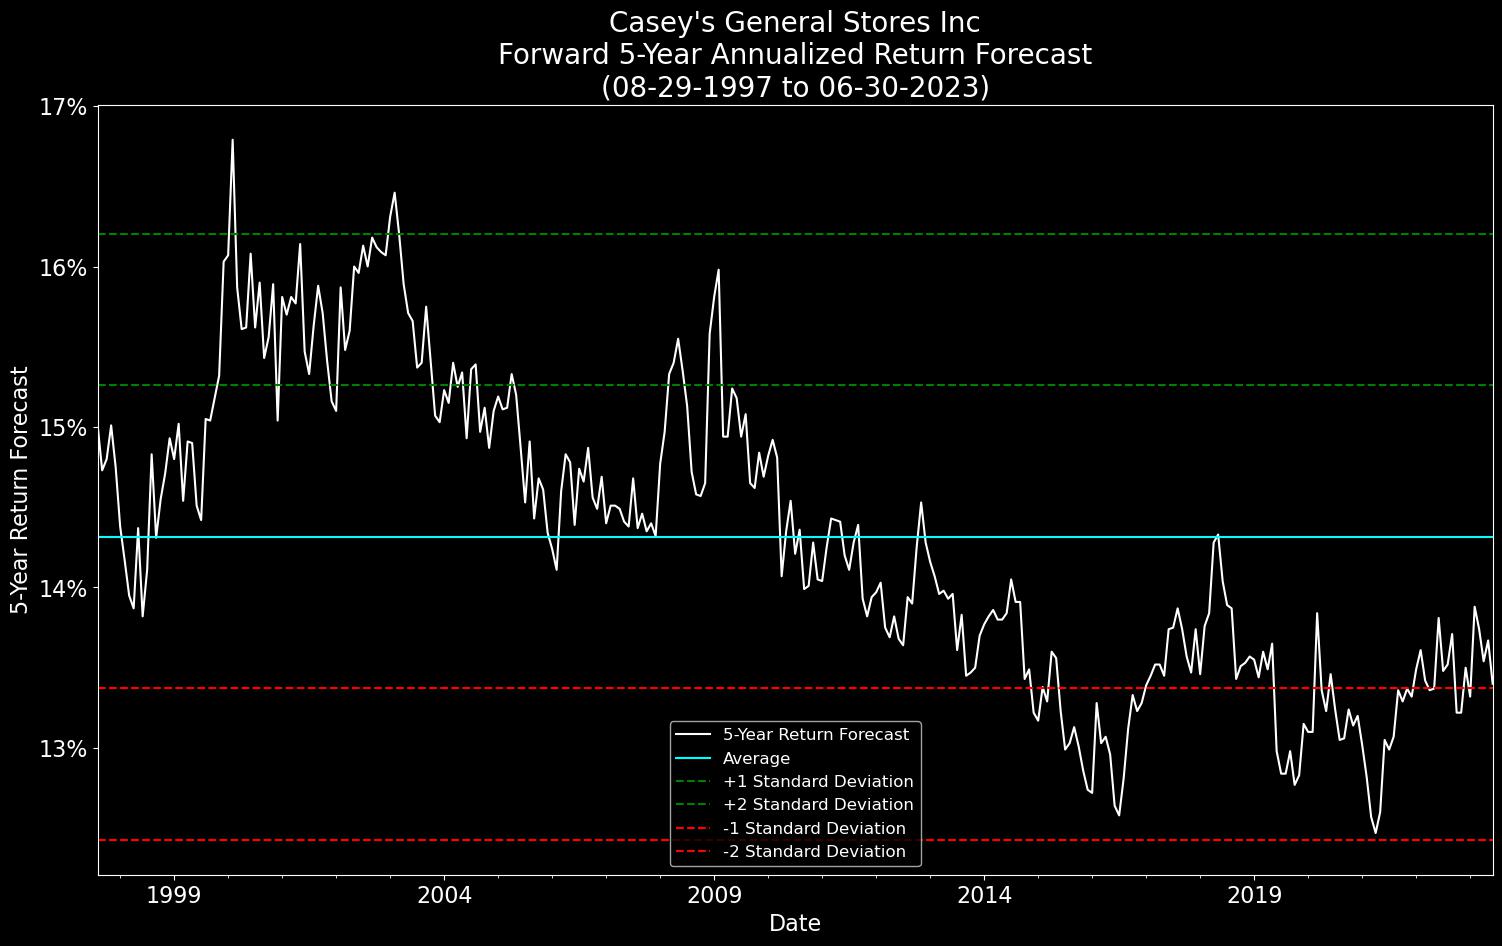 Casey's General Stores Inc
Forward 5-Year Annualized Return Forecast
(08-29-1997 to 06-30-2023)
17%
16%
15%
14%
13%
5-Year Return Forecast
5-Year Return Forecast
Average
+1 Standard Deviation
+2 Standard Deviation
-1 Standard Deviation
-2 Standard Deviation
1999
2004
2009
2014
2019
Date